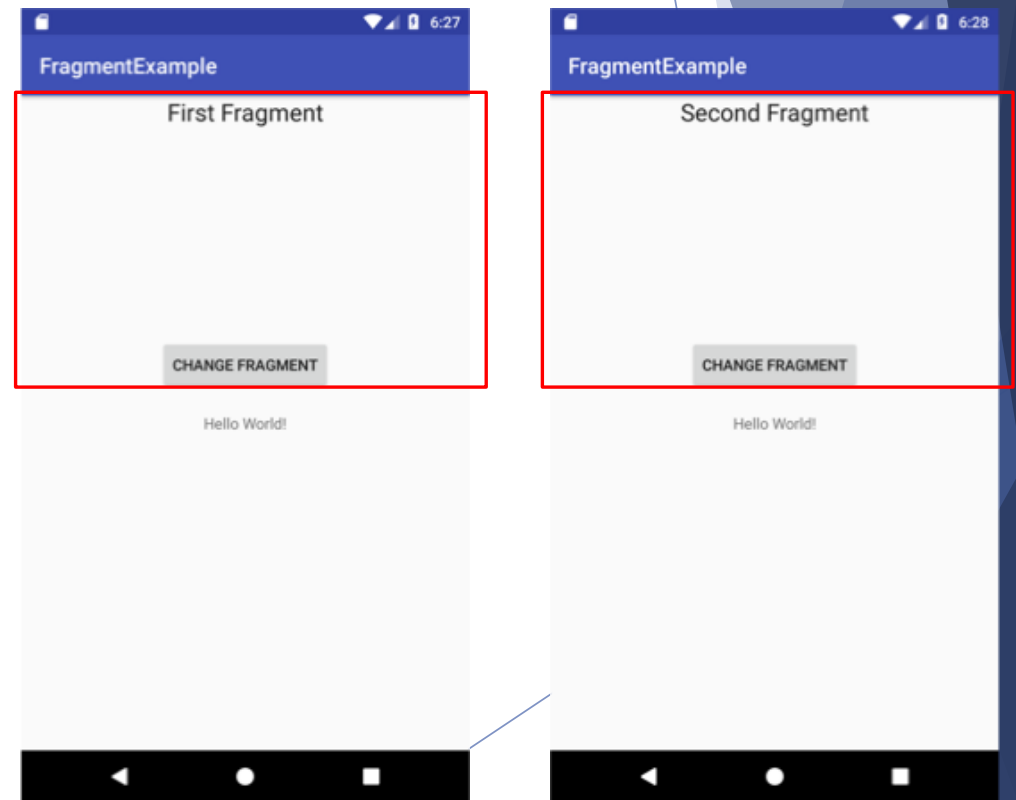 6:27
FragmentExample
First Fragment
CHANGE FRAGMENT
Hello World!
6:28
FragmentExample
Second Fragment
CHANGE FRAGMENT
Hello World!